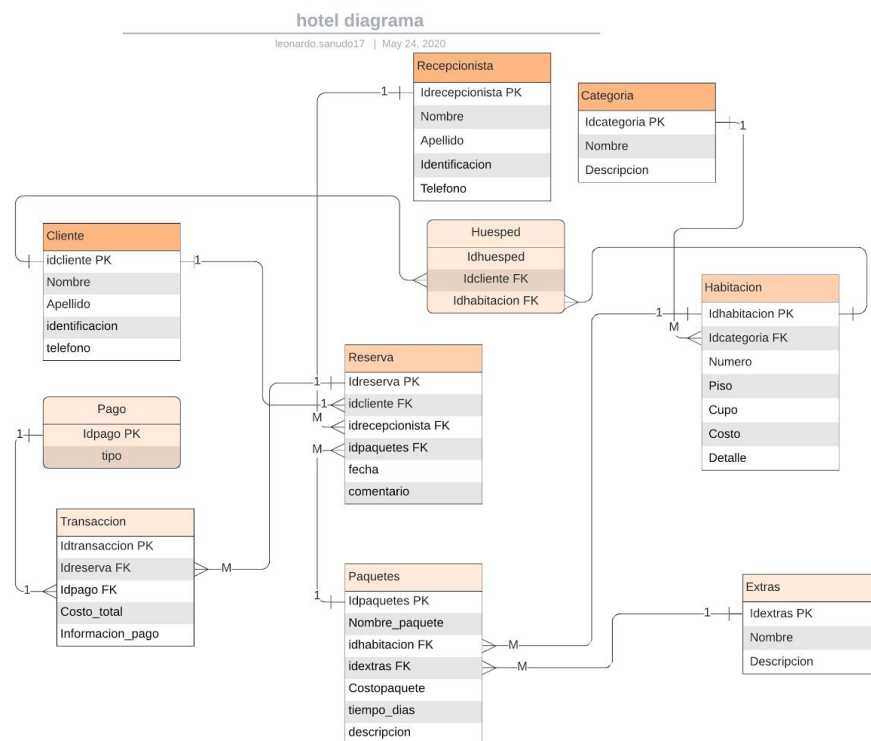 hotel diagrama
leonardo.sanudo17 | May 24, 2020
Recepcionista
Idrecepcionista PK
Nombre
Apellido
Identificacion
Telefono
1
Categoria
Idcategoria PK
Nombre
Descripcion
1
Huesped
Idhuesped
Idcliente FK
Idhabitacion FK
Cliente
idcliente PK
Nombre
Apellido
identificacion
telefono
1
Habitacion
Idhabitacion PK
Idcategoria FK
Numero
Piso
Cupo
Costo
Detalle
1
M
Reserva
Idreserva PK
idcliente FK
idrecepcionista FK
idpaquetes FK
fecha
comentario
1
1
M
M
Pago
Idpago PK
tipo
1
Transaccion
Idtransaccion PK
Idreserva FK
Idpago FK
Costo_total
Informacion_pago
M
1
Paquetes
Idpaquetes PK
Nombre_paquete
idhabitacion FK
idextras FK
Costopaquete
tiempo_dias
descripcion
1
M
M
Extras
Idextras PK
Nombre
Descripcion
1